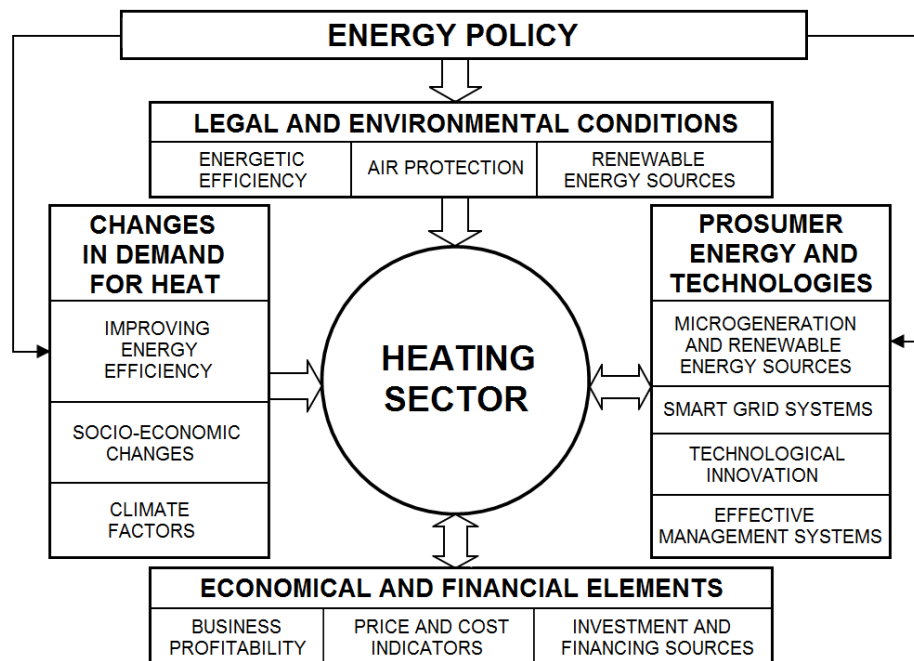 ENERGY POLICY
LEGAL AND ENVIRONMENTAL CONDITIONS
ENERGETIC
EFFICIENCY
AIR PROTECTION
RENEWABLE
ENERGY SOURCES
CHANGES
IN DEMAND
FOR HEAT
IMPROVING
ENERGY
EFFICIENCY
SOCIO-ECONOMIC
CHANGES
CLIMATE
FACTORS
HEATING
SECTOR
PROSUMER
ENERGY AND
TECHNOLOGIES
MICROGENERATION
AND RENEWABLE
ENERGY SOURCES
SMART GRID SYSTEMS
TECHNOLOGICAL
INNOVATION
EFFECTIVE
MANAGEMENT SYSTEMS
ECONOMICAL AND FINANCIAL ELEMENTS
BUSINESS
PROFITABILITY
PRICE AND COST
INDICATORS
INVESTMENT AND
FINANCING SOURCES